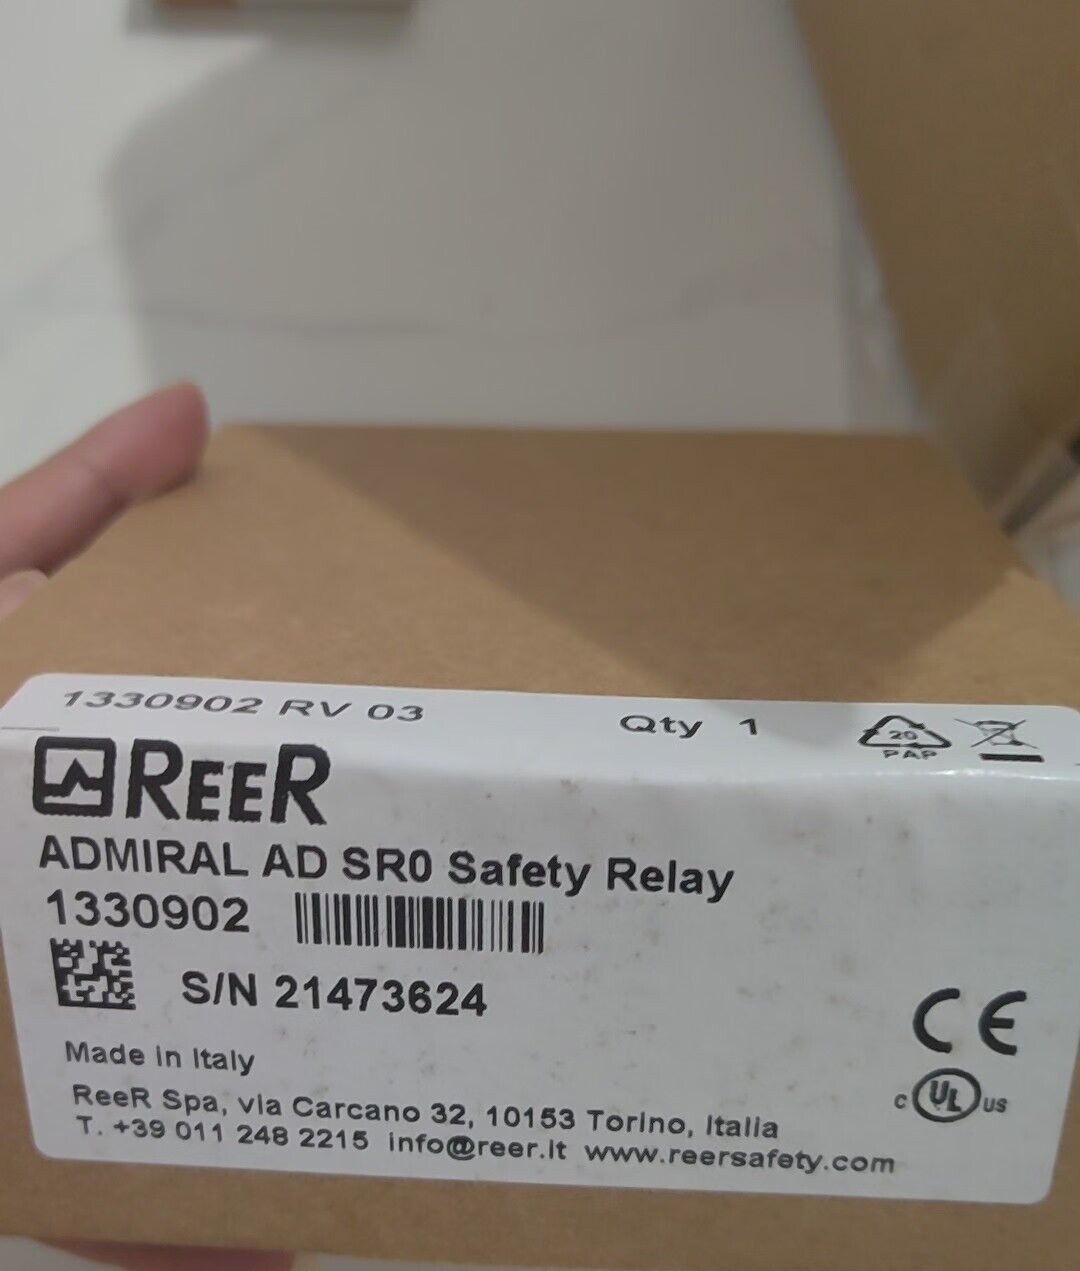 1330902 RV 03 Qty 1
20
PAP
REER
ADMIRAL AD SR0 Safety Relay
1330902
S/N 21473624
CE
Made in Italy
c UL US
ReeR Spa, via Carcano 32, 10153 Torino, Italia
T. +39 011 248 2215 info@reer.it www.reersafety.com